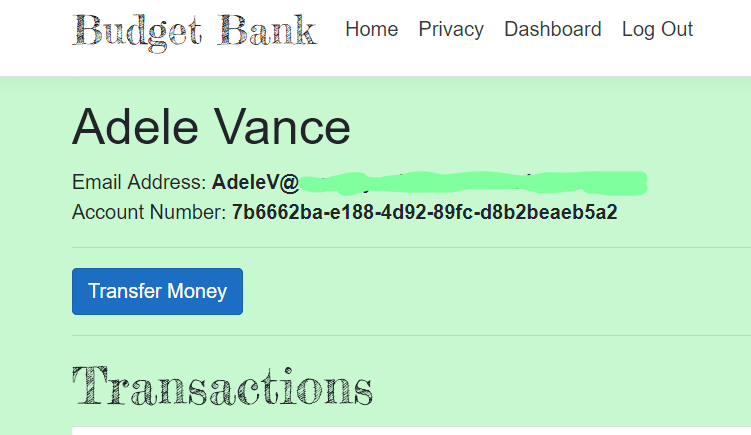 Budget Bank Home Privacy Dashboard Log Out
Adele Vance
Email Address: AdeleV@
Account Number: 7b6662ba-e188-4d92-89fc-d8b2beaeb5a2
Transfer Money
Transactions